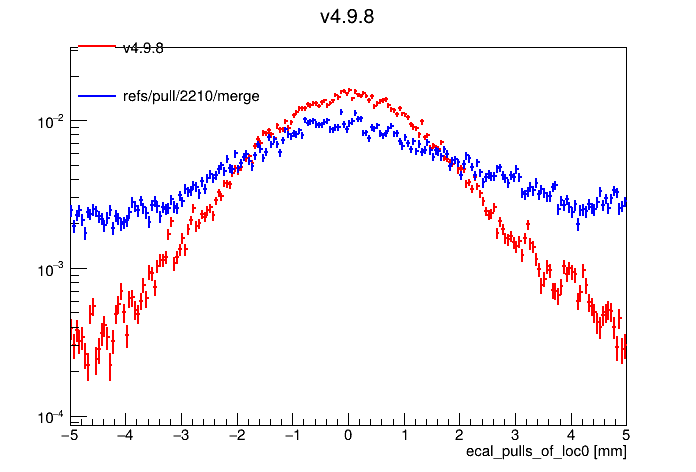 v4.9.8
v4.9.8
refs/pull/2210/merge
10⁻²
10⁻³
10⁻⁴
−5 −4 −3 −2 −1 0 1 2 3 4 5
ecal_pulls_of_loc0 [mm]